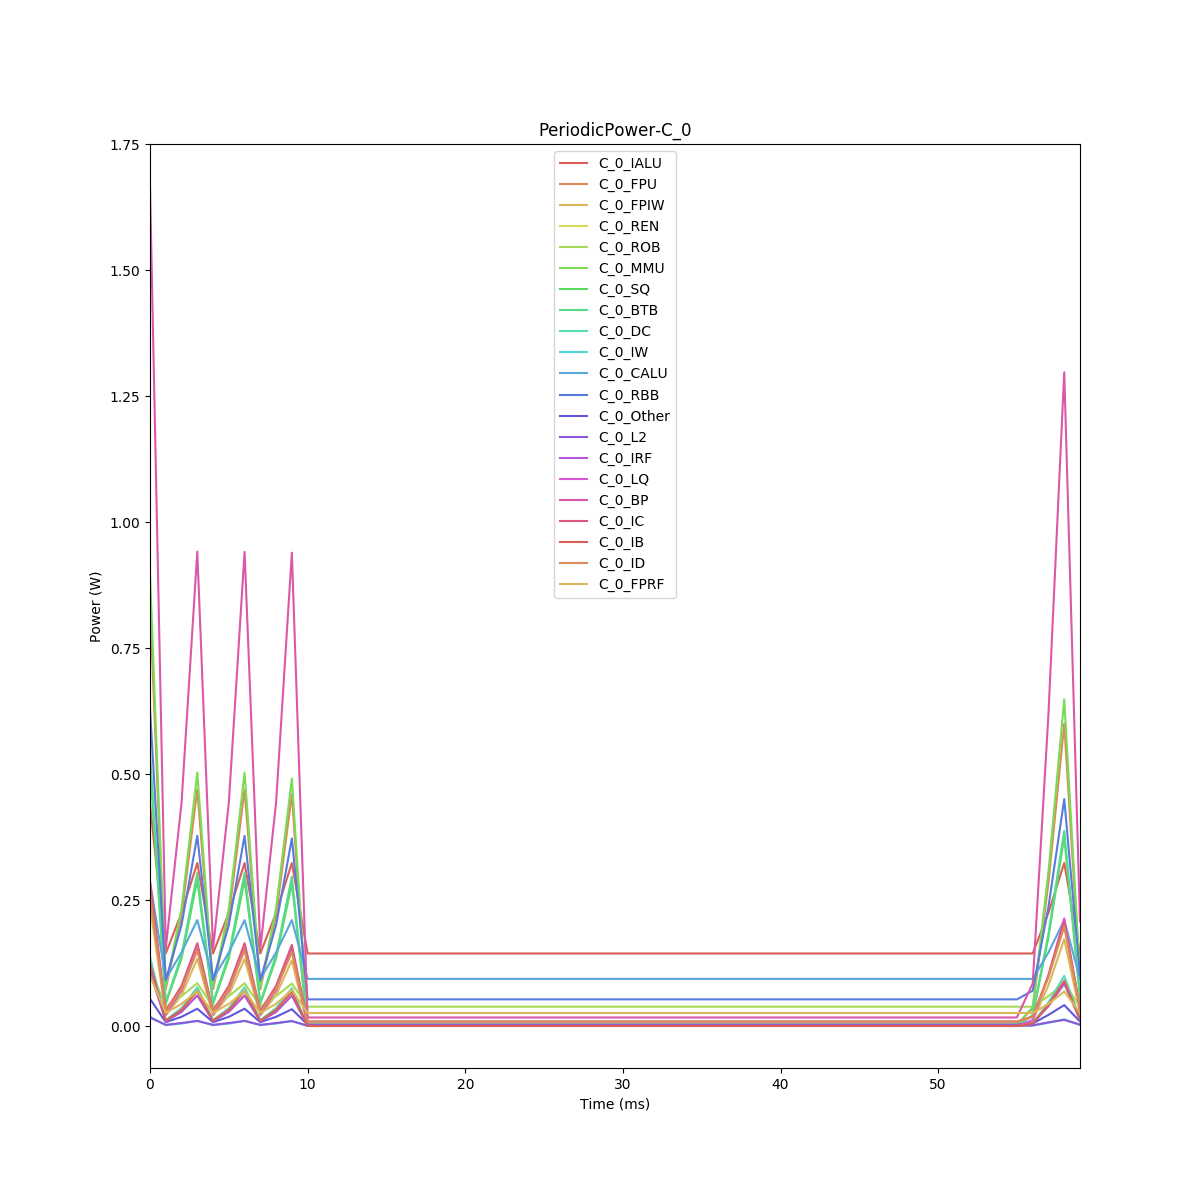 PeriodicPower-C_0
1.75
1.50
1.25
1.00
0.75
0.50
0.25
0.00
Power (W)
C_0_IALU
C_0_FPU
C_0_FPIW
C_0_REN
C_0_ROB
C_0_MMU
C_0_SQ
C_0_BTB
C_0_DC
C_0_IW
C_0_CALU
C_0_RBB
C_0_Other
C_0_L2
C_0_IRF
C_0_LQ
C_0_BP
C_0_IC
C_0_IB
C_0_ID
C_0_FPRF
0 10 20 30 40 50
Time (ms)